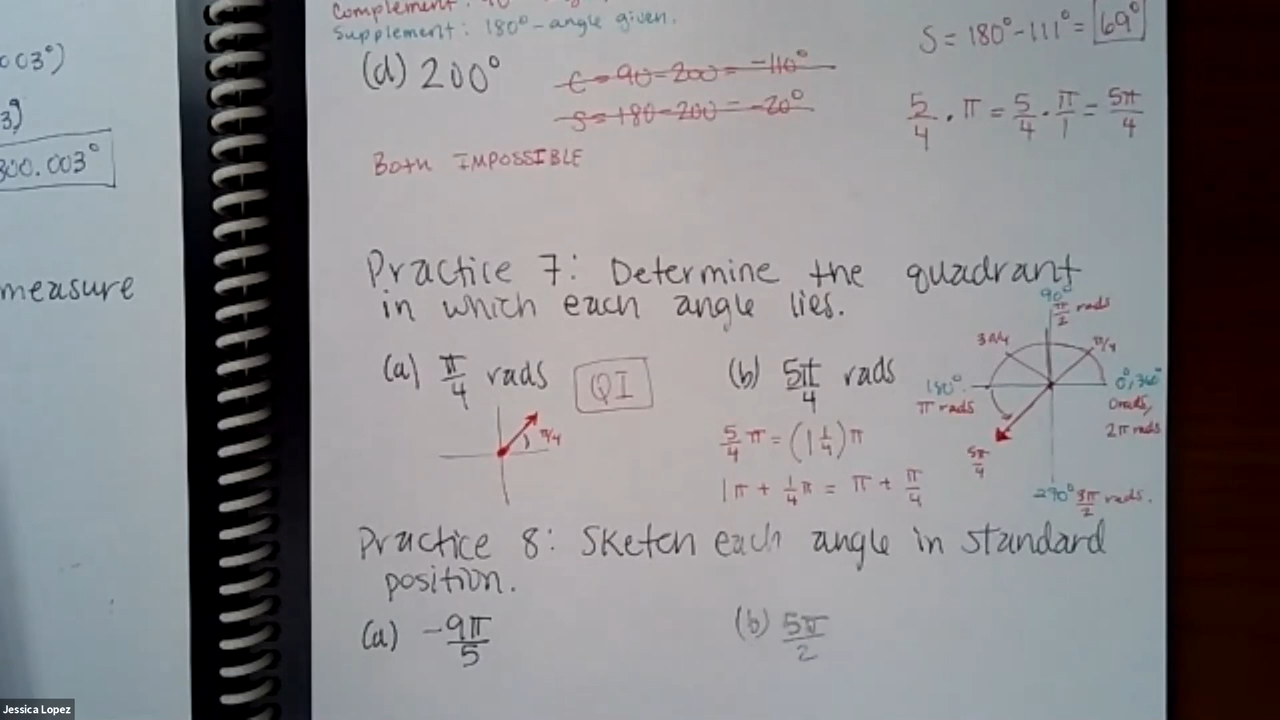 Complement: 90
Supplement: 180° - angle given.
S = 180° - 111° = 69°
003°)
3)
300.003°
measure
(d) 200°
C = 90 - 200 = -110°
S = 180 - 200 = -20°
Both IMPOSSIBLE
5/4 · π = 5/4 · π/1 = 5π/4
Practice 7: Determine the quadrant
in which each angle lies.
(a) π/4 rads
QI
π/4
(b) 5π/4 rads
5/4 π = (1 1/4) π
1π + 1/4 π = π + π/4
90°
π/2 rads
π/4
180°
π rads
0°, 360°
0 rads,
2π rads
5π/4
270° 3π/2 rads.
Practice 8: Sketch each angle in standard
position.
(a) -9π/5
(b) 5π/2
Jessica Lopez